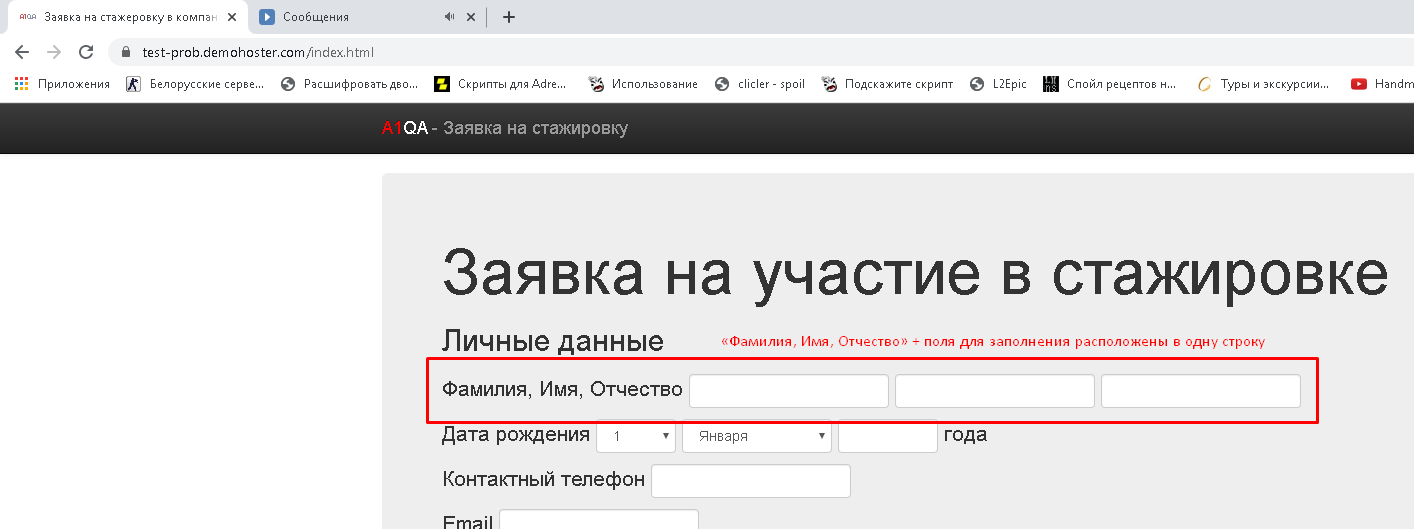 A1QA Заявка на стажировку в компан Сообщения
test-prob.demohoster.com/index.html
Приложения Белорусские серве... Расшифровать дво... Скрипты для Adre... Использование clicler - spoil Подскажите скрипт L2Epic Спойл рецептов н... Туры и экскурсии... Handm
A1QA - Заявка на стажировку
Заявка на участие в стажировке
Личные данные
«Фамилия, Имя, Отчество» + поля для заполнения расположены в одну строку
Фамилия, Имя, Отчество
Дата рождения 1 Января года
Контактный телефон
Email